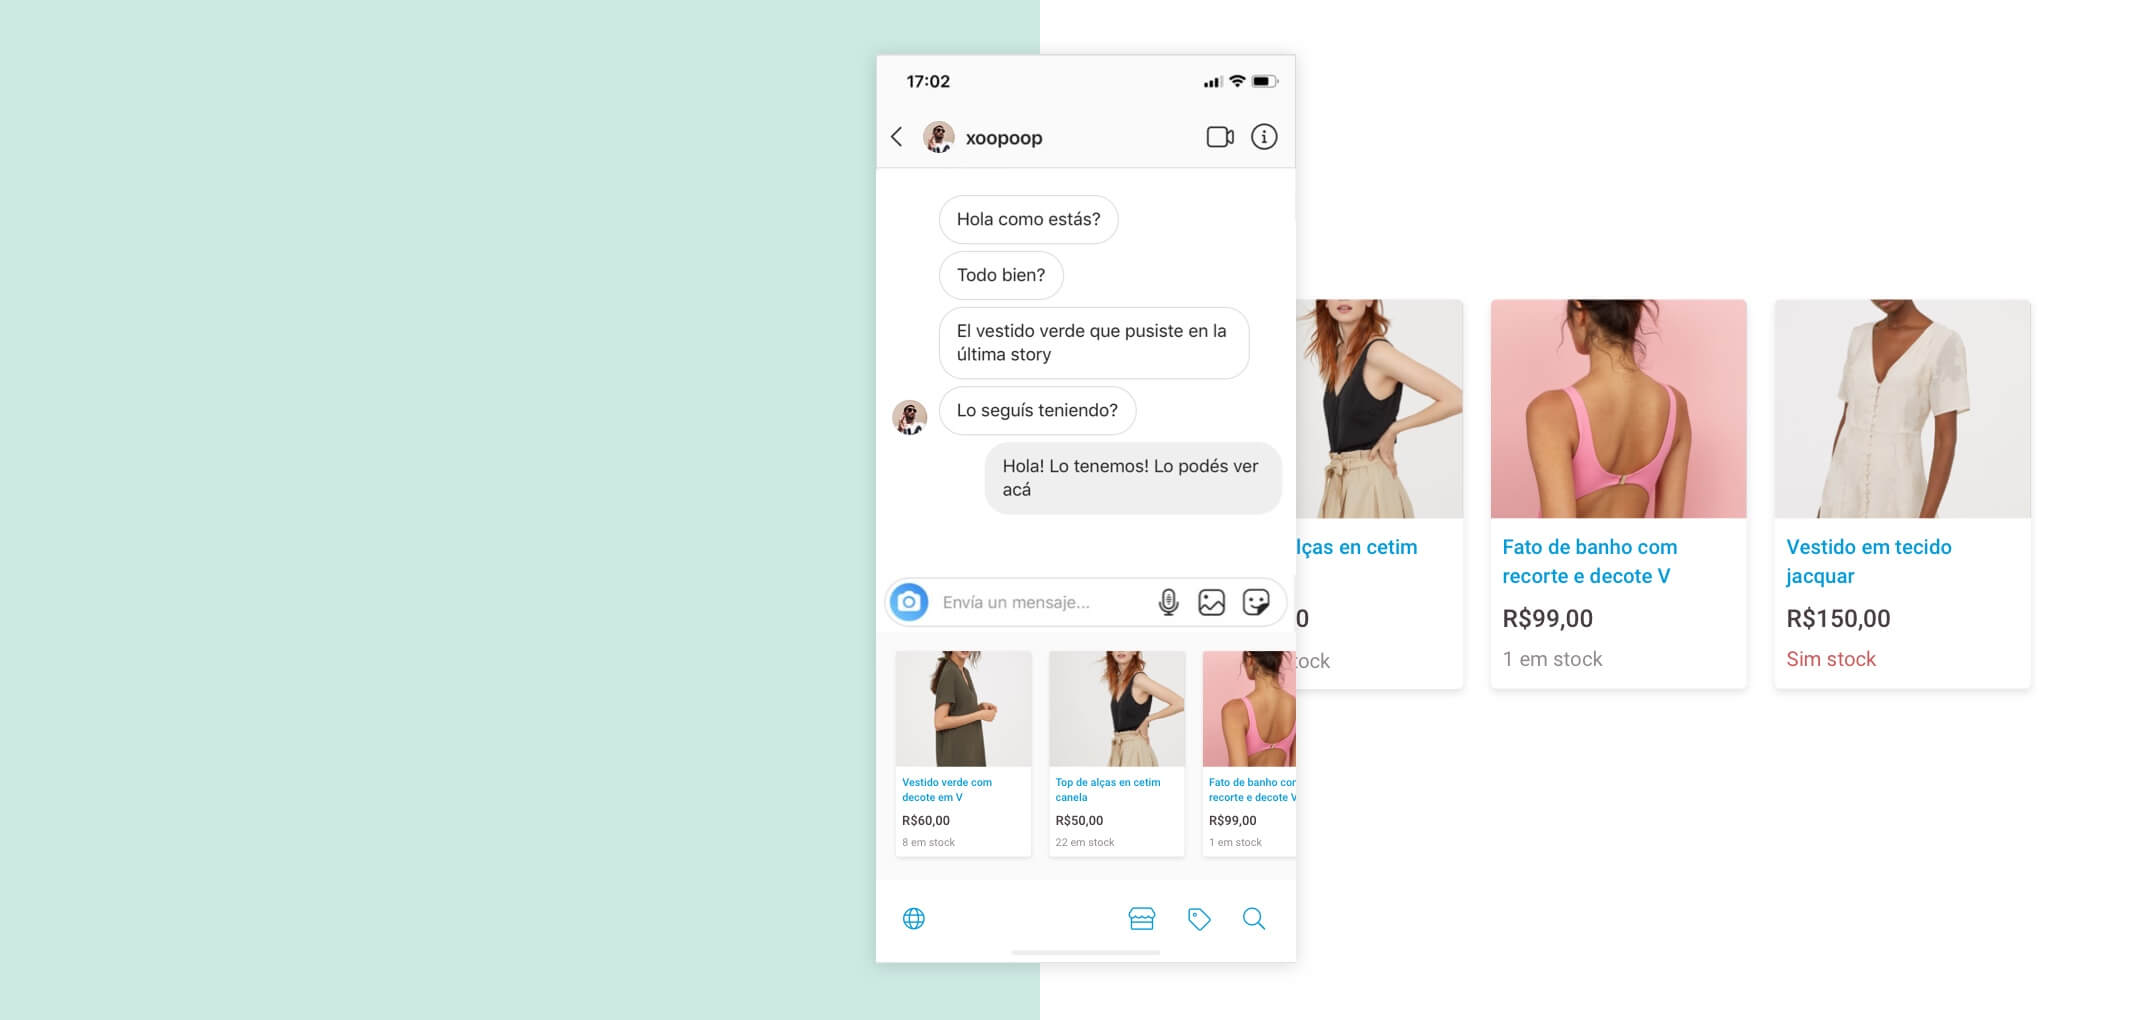 17:02
xoopoop
Hola como estás?
Todo bien?
El vestido verde que pusiste en la
última story
Lo seguís teniendo?
Hola! Lo tenemos! Lo podés ver
acá
Envía un mensaje...
Vestido verde com
decote em V
R$60,00
8 em stock
Top de alças en cetim
canela
R$50,00
22 em stock
Fato de banho cor
recorte e decote V
R$99,00
1 em stock
lças en cetim
0
tock
Fato de banho com
recorte e decote V
R$99,00
1 em stock
Vestido em tecido
jacquar
R$150,00
Sim stock